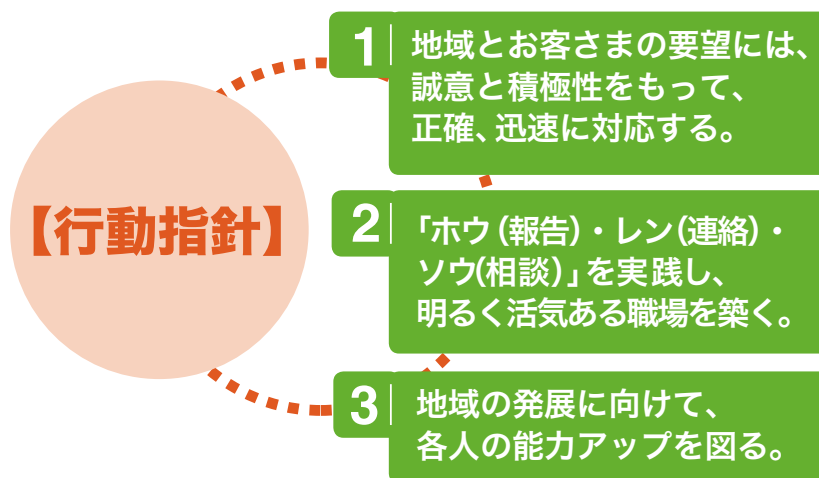 【行動指針】
1 地域とお客さまの要望には、
誠意と積極性をもって、
正確、迅速に対応する。
2 「ホウ(報告)・レン(連絡)・
ソウ(相談)」を実践し、
明るく活気ある職場を築く。
3 地域の発展に向けて、
各人の能力アップを図る。